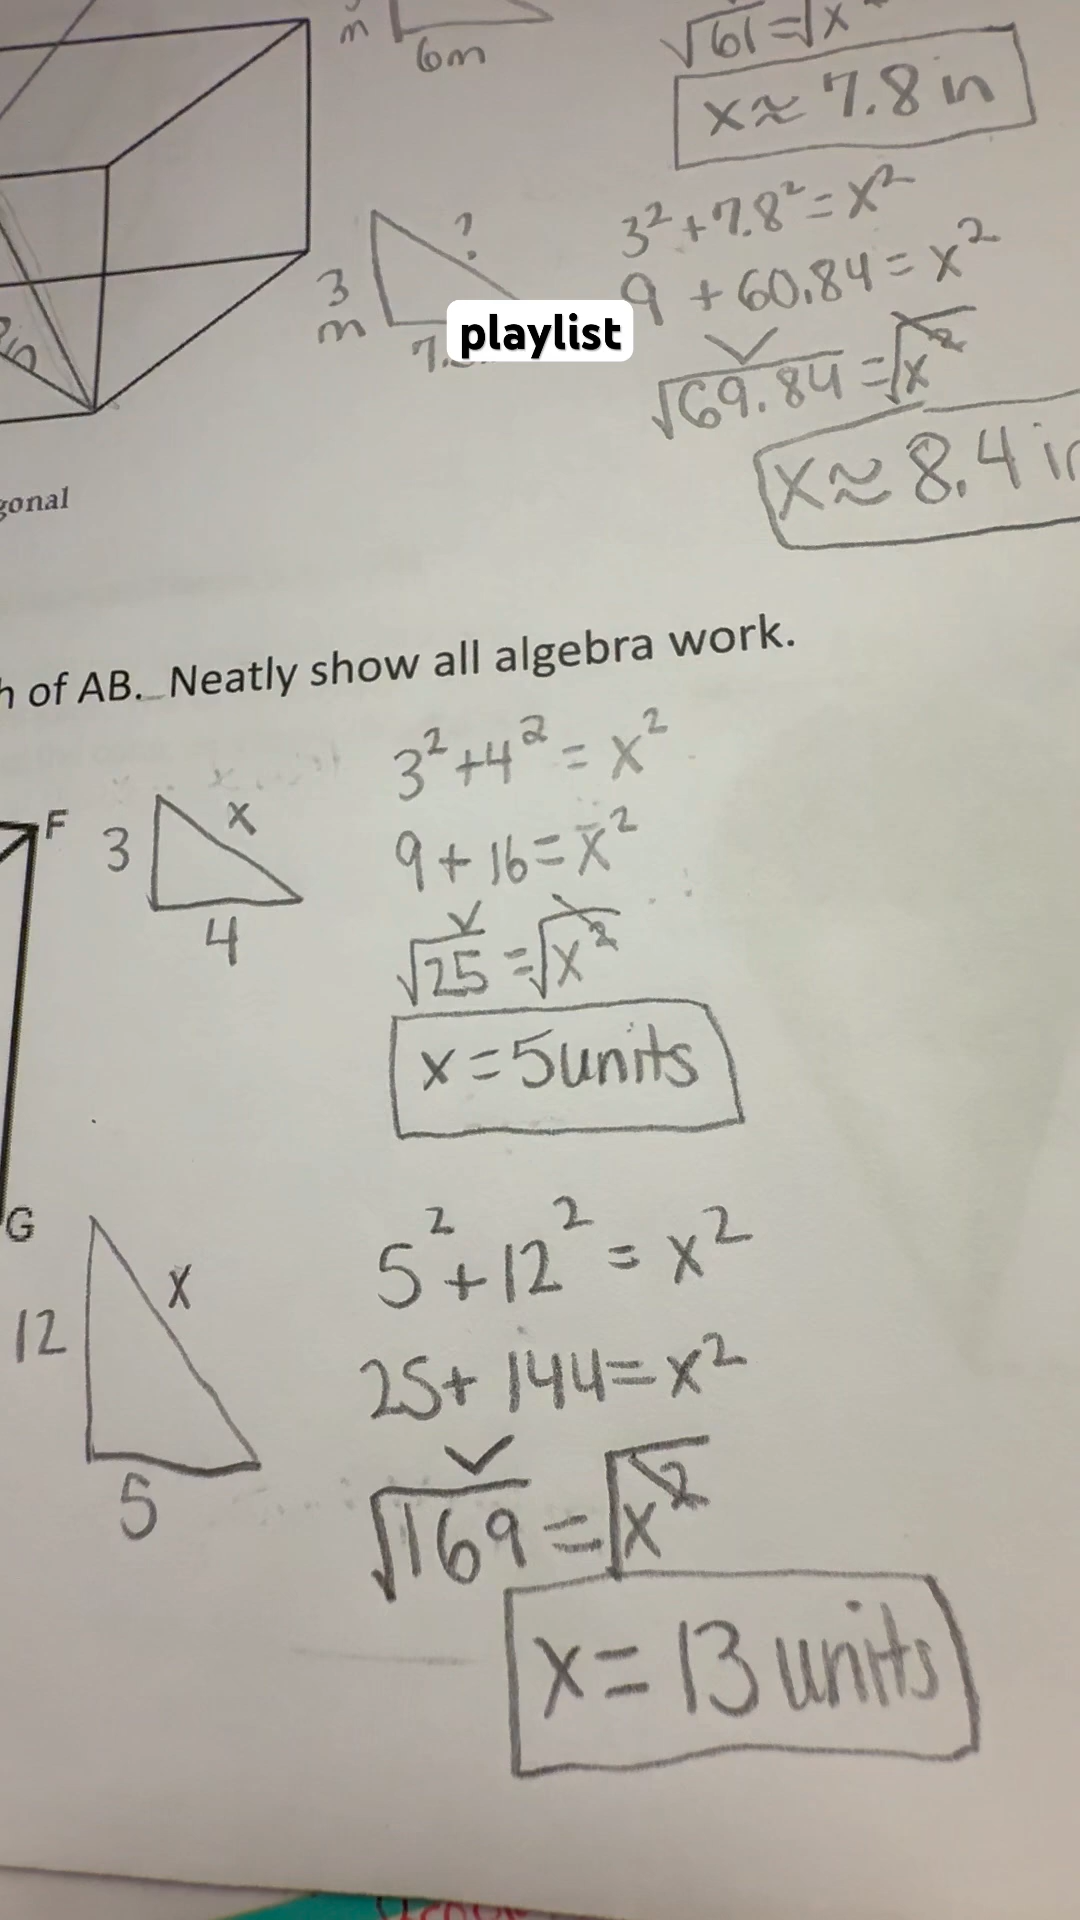 m
6m
√61 = √x
x ≈ 7.8 in
3² + 7.8² = x²
?
9 + 60.84 = x²
3
m
playlist
7.
√69.84 = √x²
x ≈ 8.4 in
gonal
h of AB. Neatly show all algebra work.
3² + 4² = x²
F
3
x
9 + 16 = x²
4
√25 = √x²
x = 5 units
G
5² + 12² = x²
x
12
25 + 144 = x²
5
√169 = √x²
x = 13 units